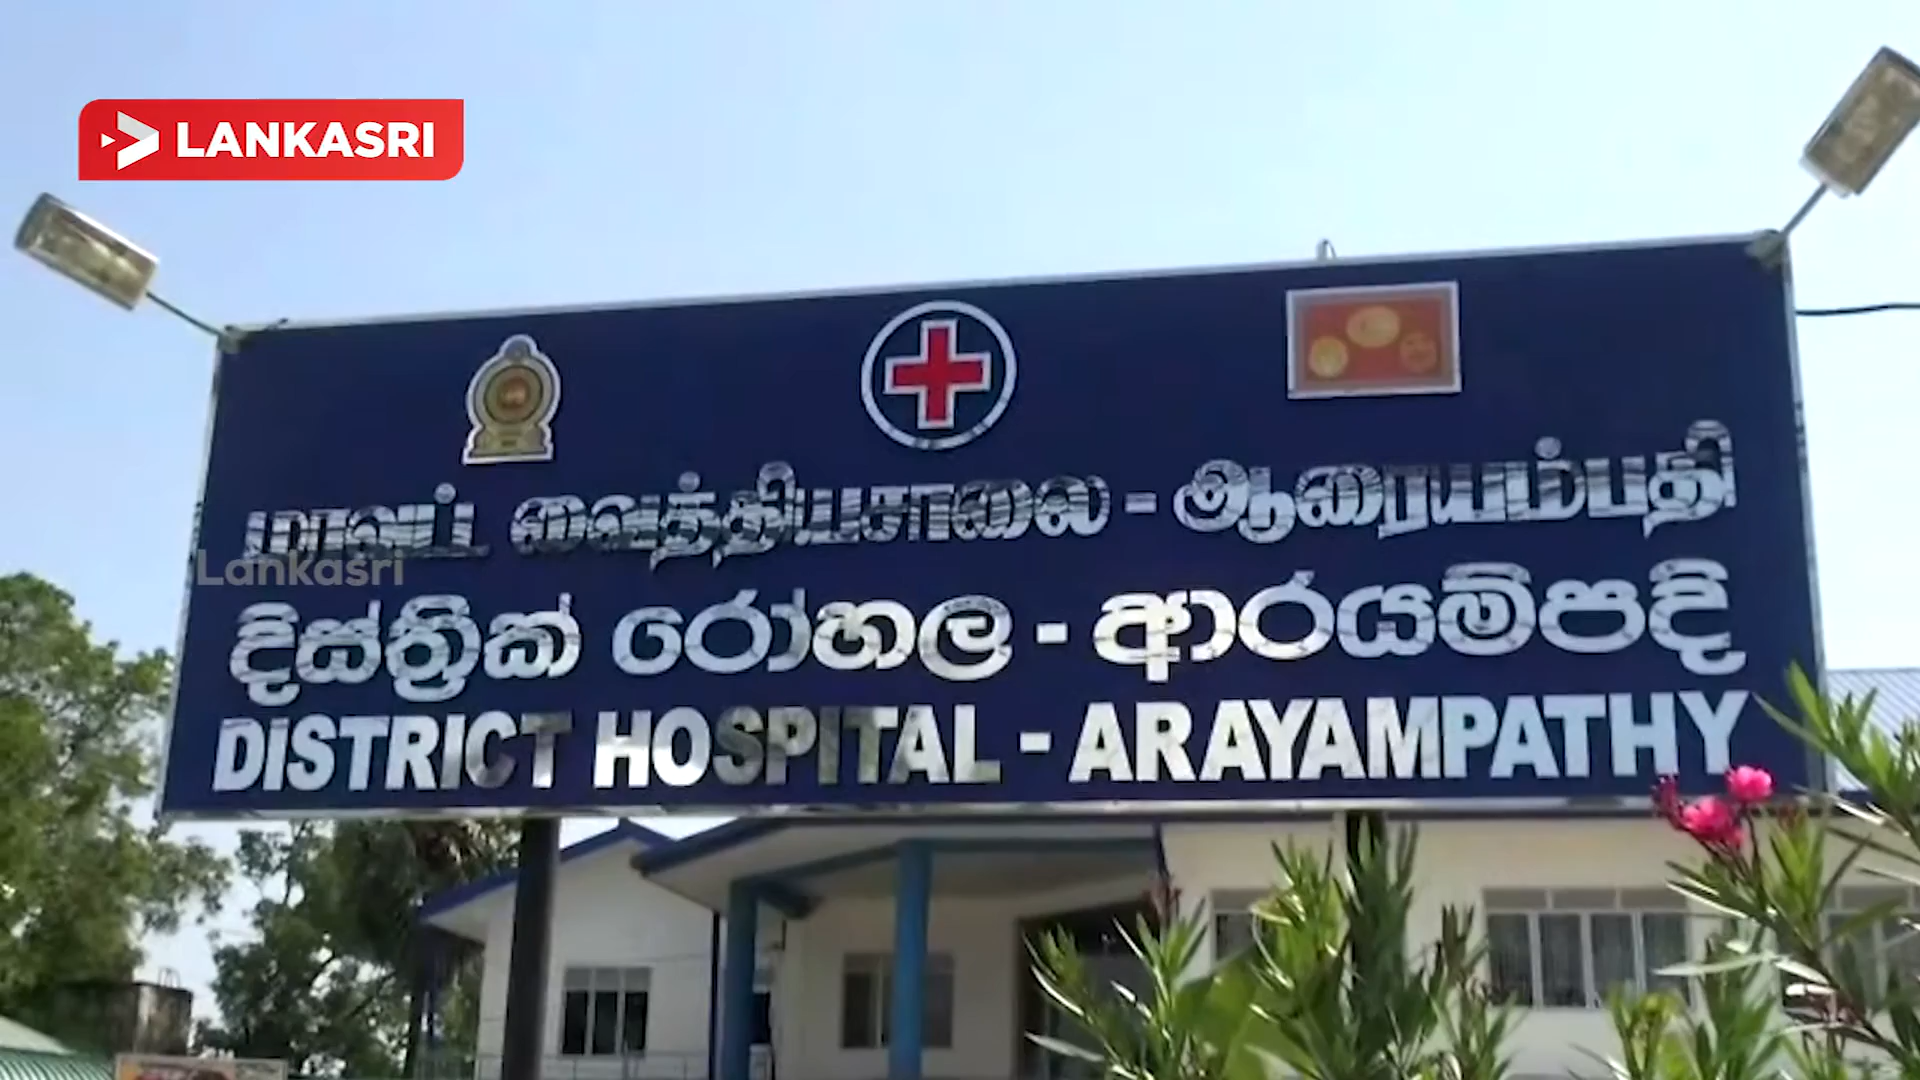 LANKASRI
மாவட்ட வைத்தியசாலை - ஆரையம்பதி
Lankasri
දිස්ත්‍රික් රෝහල - ආරයම්පදි
DISTRICT HOSPITAL - ARAYAMPATHY